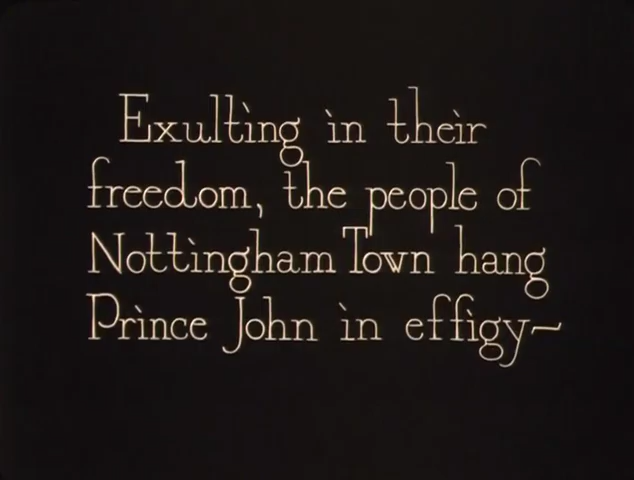 Exulting in their
freedom, the people of
Nottingham Town hang
Prince John in effigy~